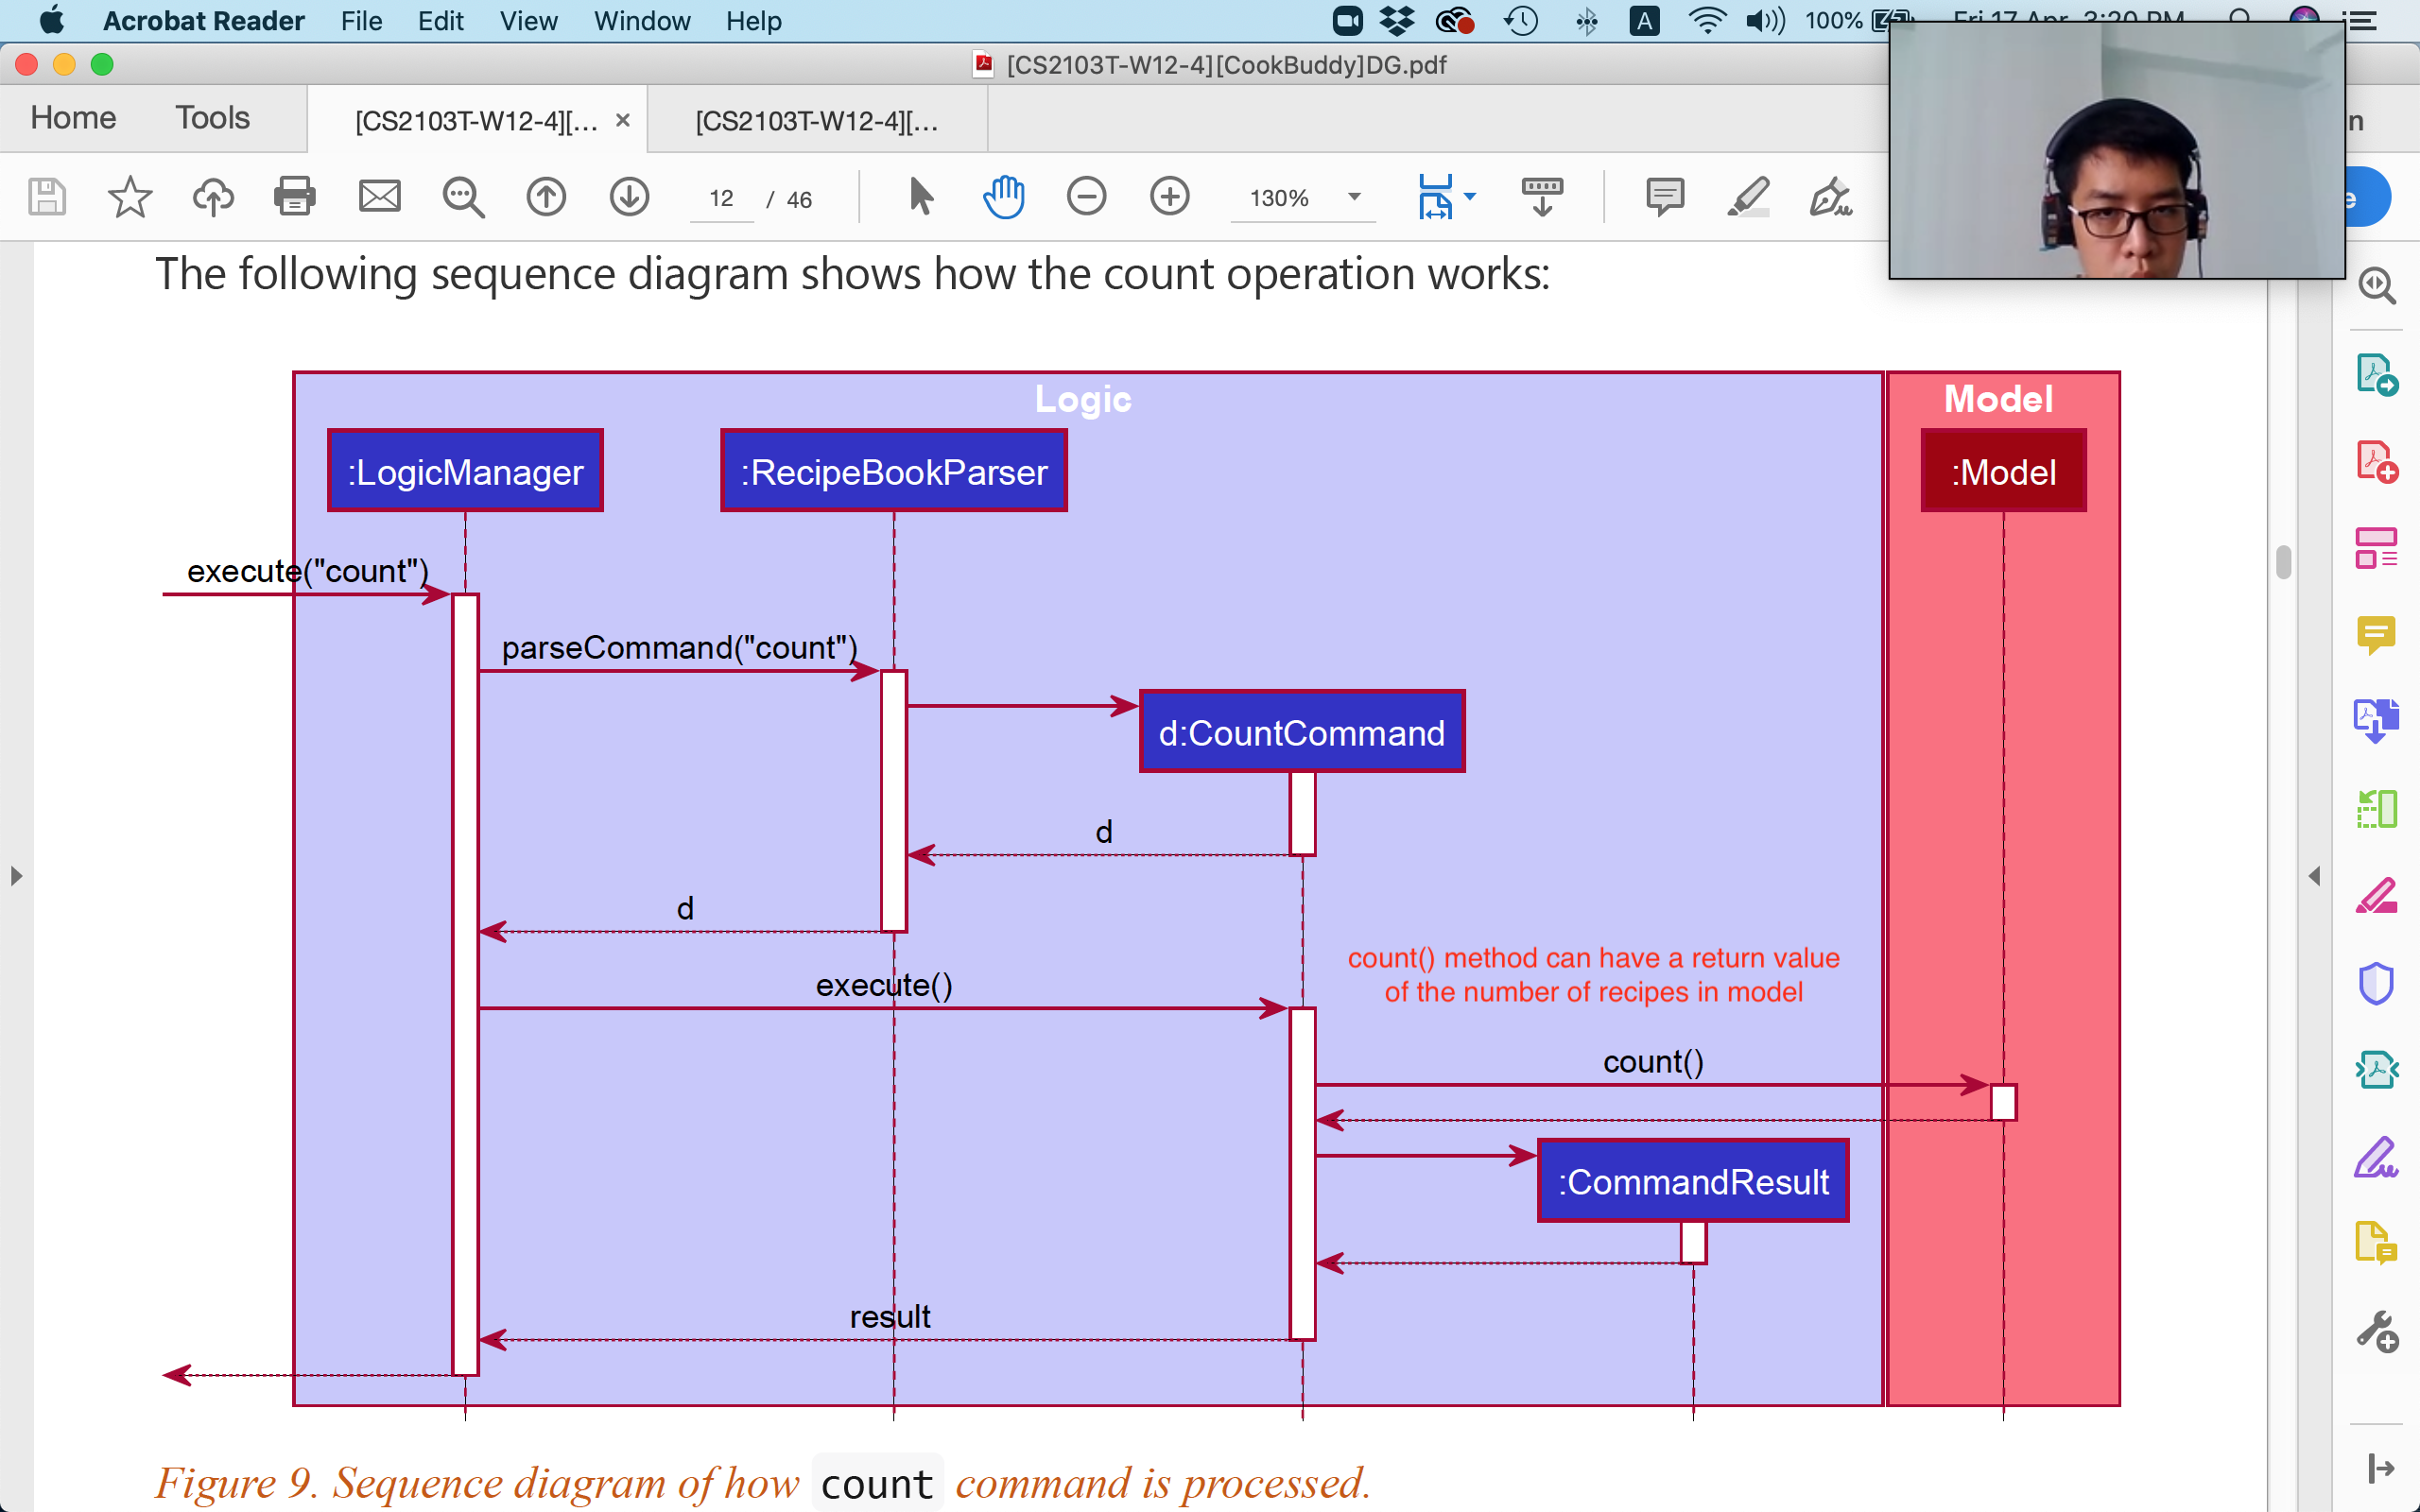 Acrobat Reader File Edit View Window Help A 100% Fri 17 Apr 3:20 PM
[CS2103T-W12-4][CookBuddy]DG.pdf
Home Tools [CS2103T-W12-4][... × [CS2103T-W12-4][... n
12 / 46 130% e
The following sequence diagram shows how the count operation works:
Logic Model
:LogicManager :RecipeBookParser :Model
execute("count")
parseCommand("count")
d:CountCommand
d
d
count() method can have a return value
of the number of recipes in model
execute()
count()
:CommandResult
result
Figure 9. Sequence diagram of how count command is processed.